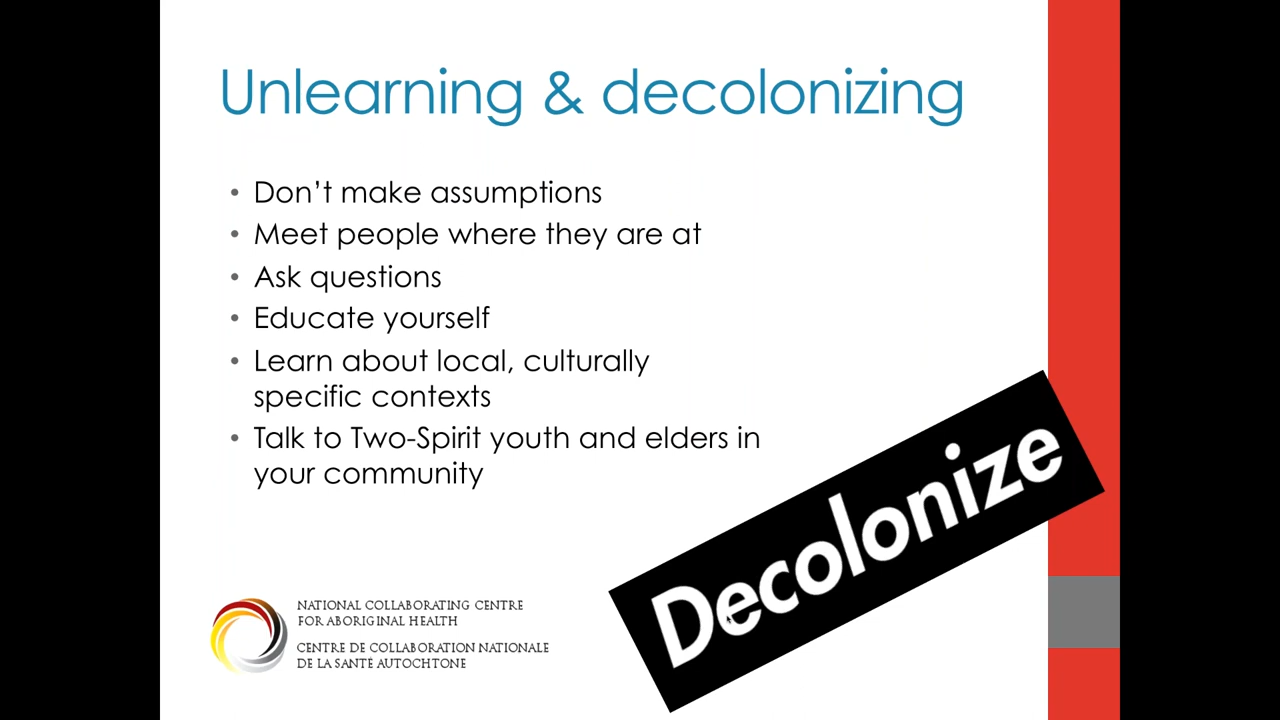 Unlearning & decolonizing
• Don't make assumptions
• Meet people where they are at
• Ask questions
• Educate yourself
• Learn about local, culturally
specific contexts
• Talk to Two-Spirit youth and elders in
your community
Decolonize
NATIONAL COLLABORATING CENTRE
FOR ABORIGINAL HEALTH
CENTRE DE COLLABORATION NATIONALE
DE LA SANTÉ AUTOCHTONE